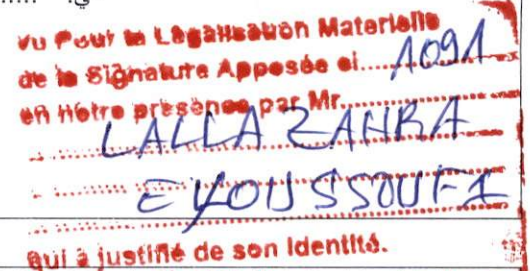 Vu Pour la Légalisation Matérielle
de la Signature Apposée ci........ 1091
en Notre présence par Mr................
LALLA ZAHRA
EYOUSSOUFI
qui a justifié de son identité.